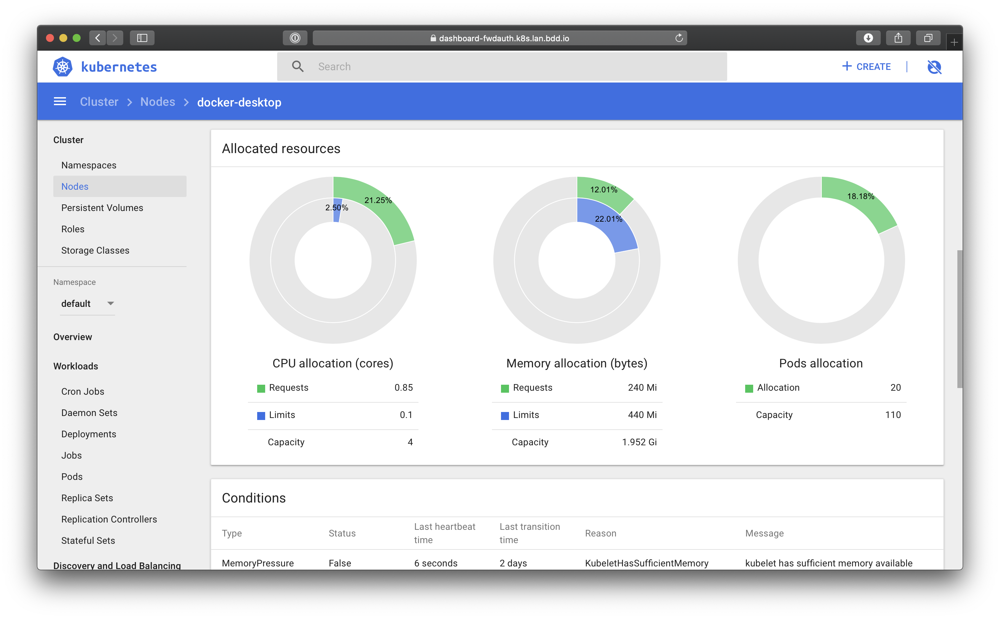 dashboard-fwdauth.k8s.lan.bdd.io
kubernetes
Search
CREATE
Cluster > Nodes > docker-desktop
Cluster
Namespaces
Nodes
Persistent Volumes
Roles
Storage Classes
Namespace
default
Overview
Workloads
Cron Jobs
Daemon Sets
Deployments
Jobs
Pods
Replica Sets
Replication Controllers
Stateful Sets
Discovery and Load Balancing
Allocated resources
21.25%
2.50%
CPU allocation (cores)
Requests 0.85
Limits 0.1
Capacity 4
12.01%
22.01%
Memory allocation (bytes)
Requests 240 Mi
Limits 440 Mi
Capacity 1.952 Gi
18.18%
Pods allocation
Allocation 20
Capacity 110
Conditions
Type Status Last heartbeat time Last transition time Reason Message
MemoryPressure False 6 seconds 2 days KubeletHasSufficientMemory kubelet has sufficient memory available